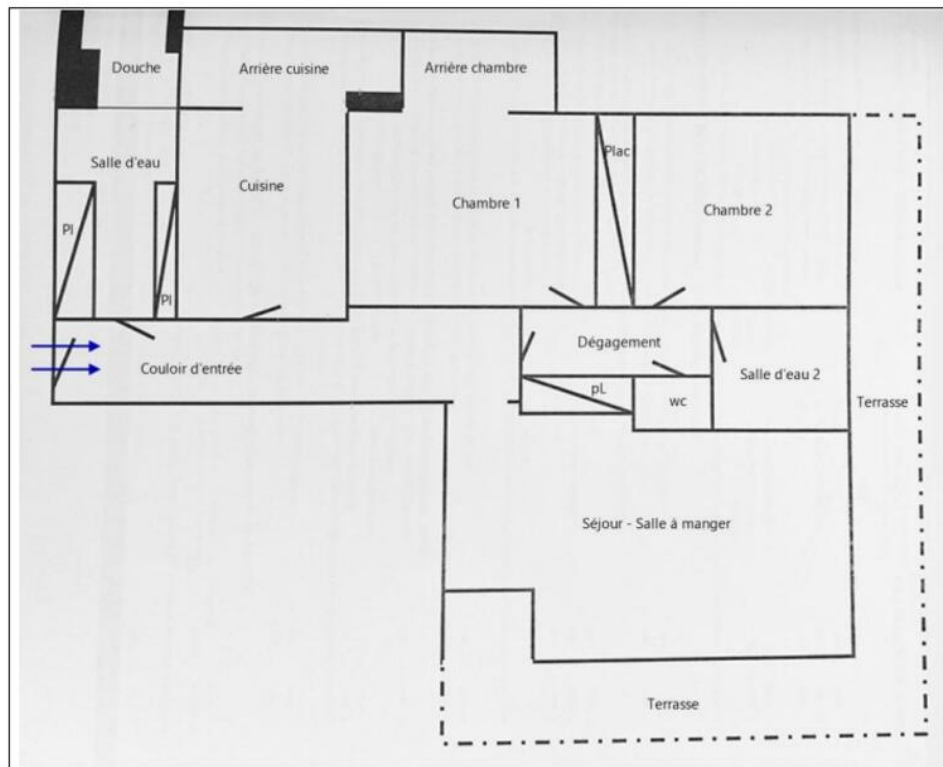 Douche
Arrière cuisine
Arrière chambre
Salle d'eau
Plac
Cuisine
Chambre 1
Chambre 2
Pl
Pl
Couloir d'entrée
Dégagement
Salle d'eau 2
pL
wc
Terrasse
Séjour - Salle à manger
Terrasse